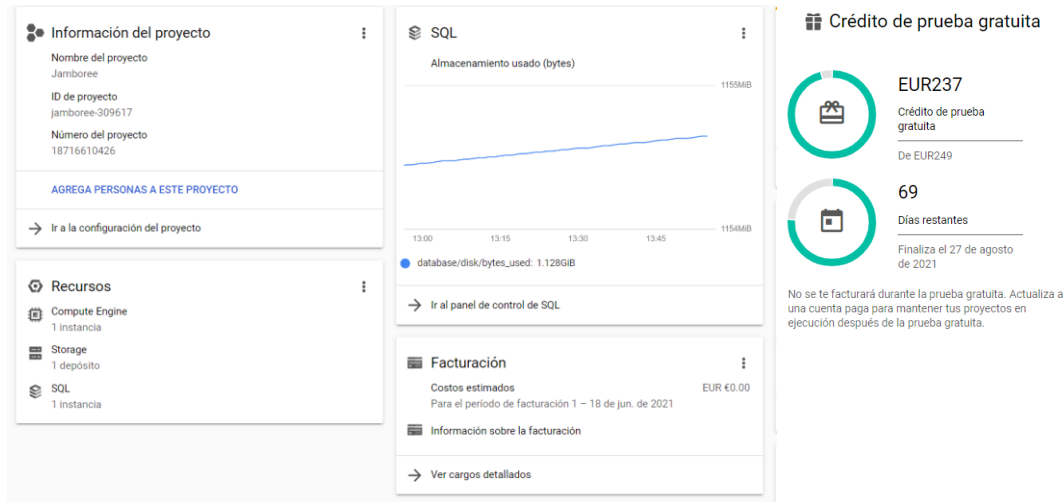 Información del proyecto
Nombre del proyecto
Jamboree
ID de proyecto
jamboree-309617
Número del proyecto
18716610426
AGREGA PERSONAS A ESTE PROYECTO
Ir a la configuración del proyecto
Recursos
Compute Engine
1 instancia
Storage
1 depósito
SQL
1 instancia
SQL
Almacenamiento usado (bytes)
1155MiB
1154MiB
13:00 13:15 13:30 13:45
database/disk/bytes_used: 1.128GiB
Ir al panel de control de SQL
Facturación
Costos estimados EUR €0.00
Para el período de facturación 1 – 18 de jun. de 2021
Información sobre la facturación
Ver cargos detallados
Crédito de prueba gratuita
EUR237
Crédito de prueba
gratuita
De EUR249
69
Días restantes
Finaliza el 27 de agosto
de 2021
No se te facturará durante la prueba gratuita. Actualiza a
una cuenta paga para mantener tus proyectos en
ejecución después de la prueba gratuita.